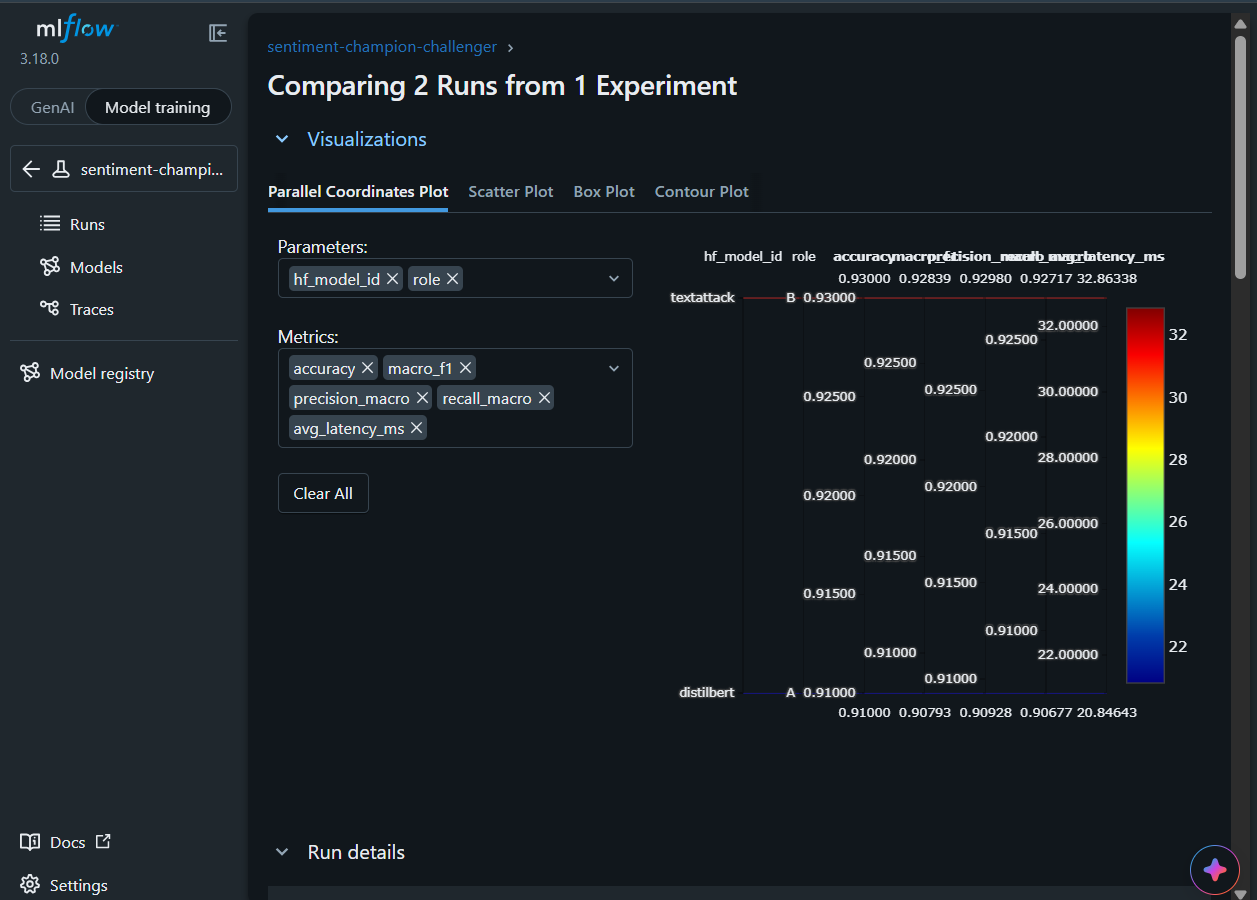 mlflow
3.18.0
GenAI Model training
sentiment-champi...
Runs
Models
Traces
Model registry
Docs
Settings
sentiment-champion-challenger ›
Comparing 2 Runs from 1 Experiment
Visualizations
Parallel Coordinates Plot Scatter Plot Box Plot Contour Plot
Parameters:
hf_model_id role
Metrics:
accuracy macro_f1
precision_macro recall_macro
avg_latency_ms
Clear All
hf_model_id role accuracy
0.93000 0.92839 0.92980 0.92717 32.86338
textattack B 0.93000
32.00000
0.92500
0.92500
0.92500 30.00000
0.92500
0.92000
0.92000 28.00000
0.92000
0.92000
26.00000
0.91500
0.91500
0.91500 24.00000
0.91500
0.91000
0.91000 22.00000
0.91000
distilbert A 0.91000
0.91000 0.90793 0.90928 0.90677 20.84643
32
30
28
26
24
22
Run details